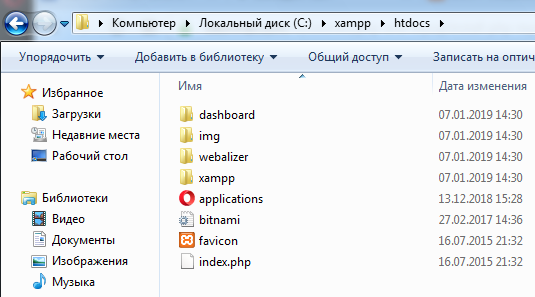 Компьютер ▸ Локальный диск (C:) ▸ xampp ▸ htdocs ▸
Упорядочить Добавить в библиотеку Общий доступ Записать на оптич
Имя Дата изменения
Избранное
Загрузки
Недавние места
Рабочий стол
Библиотеки
Видео
Документы
Изображения
Музыка
dashboard 07.01.2019 14:30
img 07.01.2019 14:30
webalizer 07.01.2019 14:30
xampp 07.01.2019 14:30
applications 13.12.2018 15:28
bitnami 27.02.2017 14:36
favicon 16.07.2015 21:32
index.php 16.07.2015 21:32